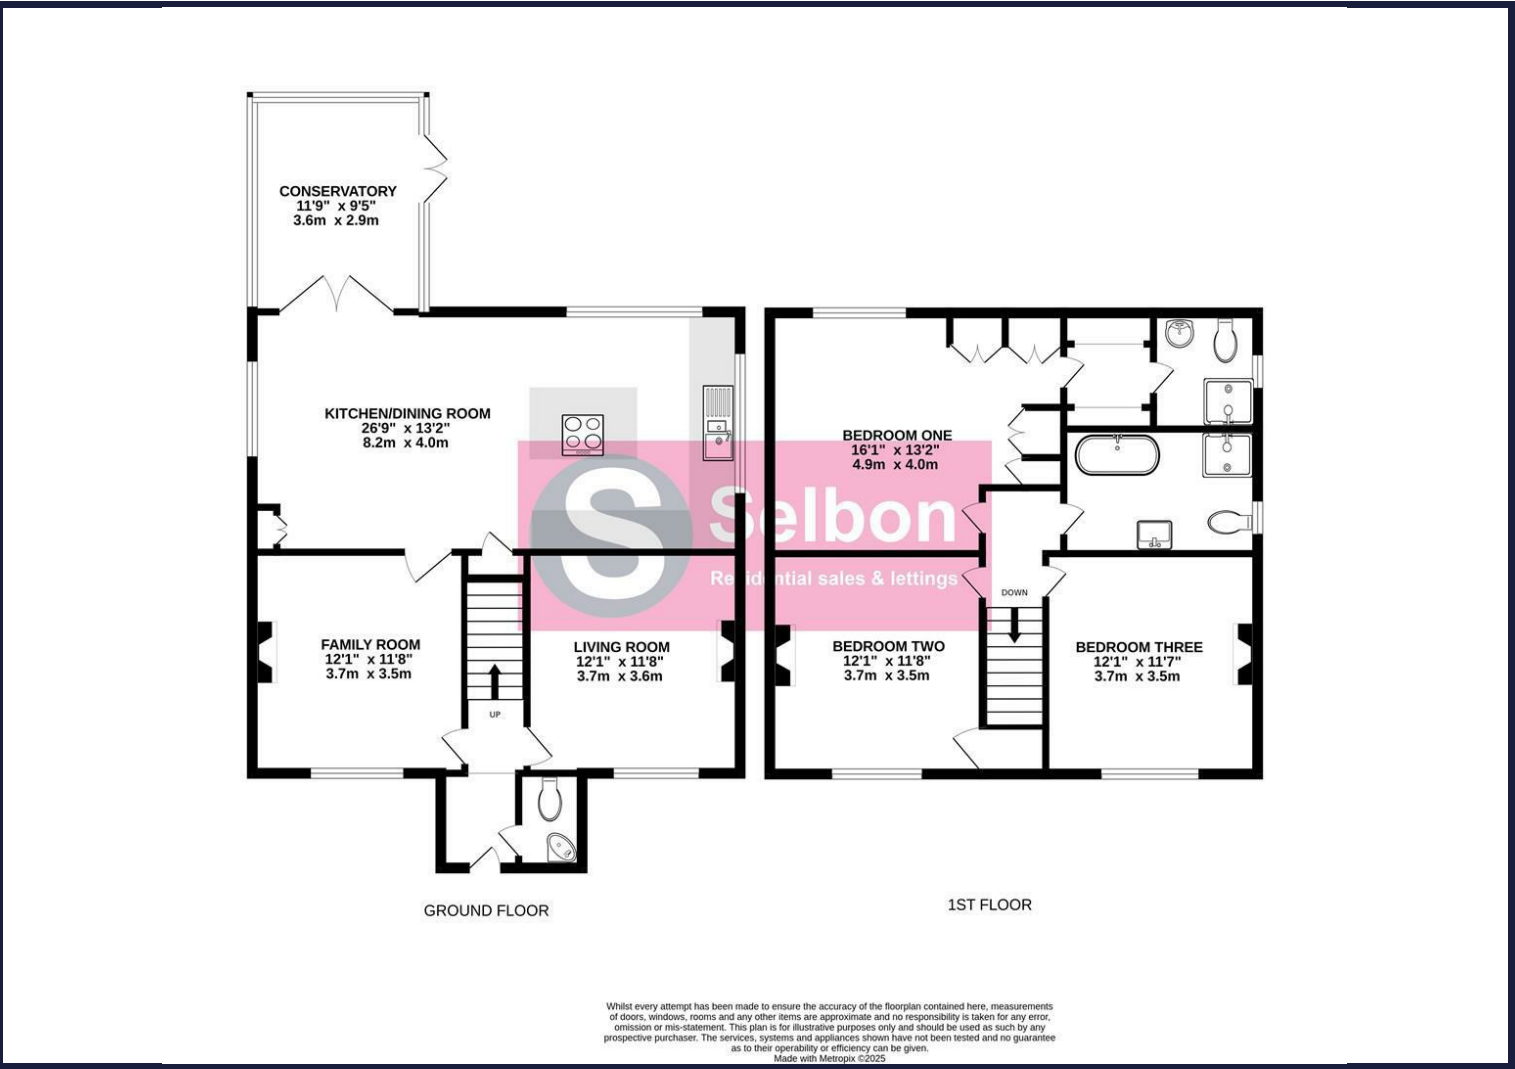 CONSERVATORY
11'9" x 9'5"
3.6m x 2.9m
KITCHEN/DINING ROOM
26'9" x 13'2"
8.2m x 4.0m
FAMILY ROOM
12'1" x 11'8"
3.7m x 3.5m
UP
LIVING ROOM
12'1" x 11'8"
3.7m x 3.6m
GROUND FLOOR
BEDROOM ONE
16'1" x 13'2"
4.9m x 4.0m
DOWN
BEDROOM TWO
12'1" x 11'8"
3.7m x 3.5m
BEDROOM THREE
12'1" x 11'7"
3.7m x 3.5m
1ST FLOOR
S
Selbon
Residential sales & lettings
Whilst every attempt has been made to ensure the accuracy of the floorplan contained here, measurements
of doors, windows, rooms and any other items are approximate and no responsibility is taken for any error,
omission or mis-statement. This plan is for illustrative purposes only and should be used as such by any
prospective purchaser. The services, systems and appliances shown have not been tested and no guarantee
as to their operability or efficiency can be given.
Made with Metropix ©2025